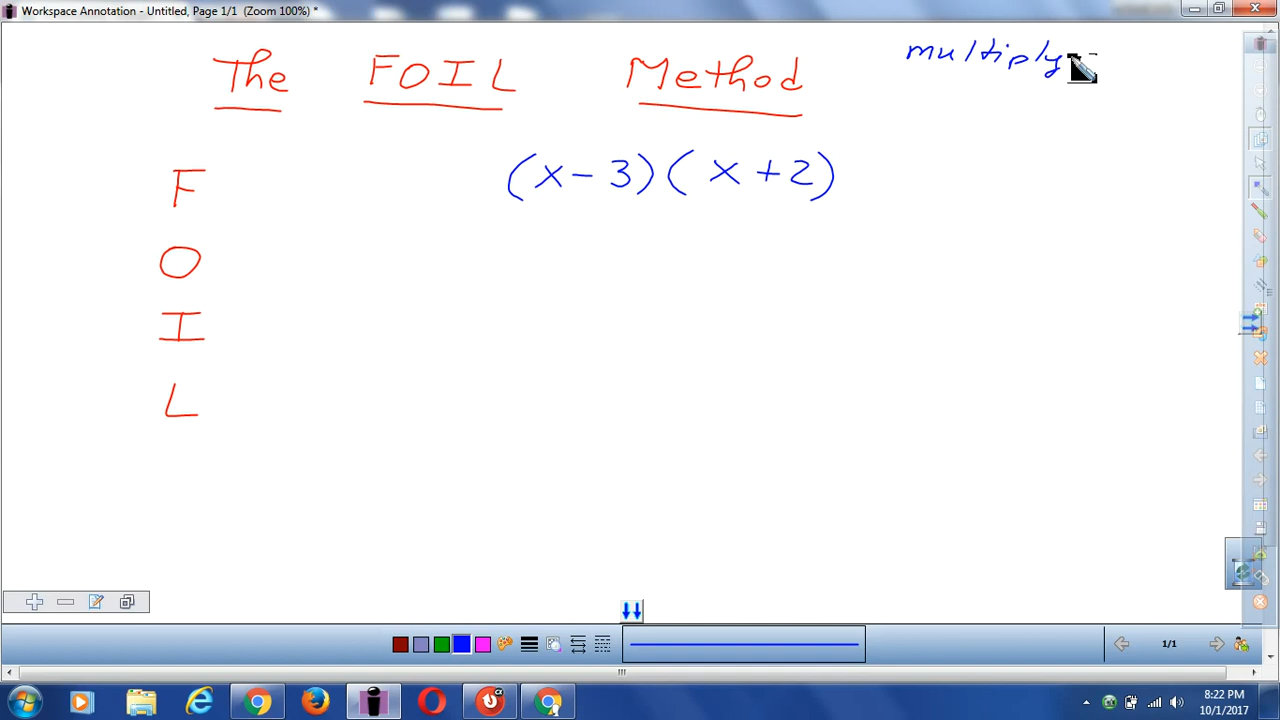 Workspace Annotation - Untitled, Page 1/1 (Zoom 100%) *
The FOIL Method
multiply
(x - 3)(x + 2)
F
O
I
L
1/1
8:22 PM
10/1/2017